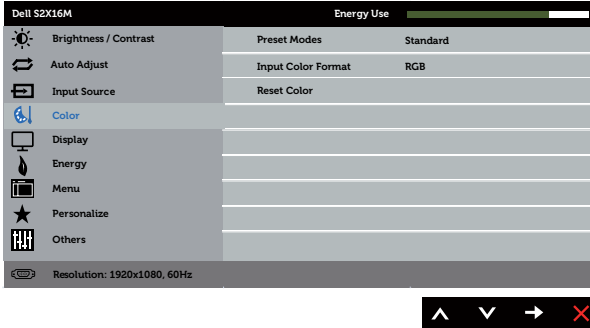 Dell S2X16M Energy Use
Brightness / Contrast Preset Modes Standard
Auto Adjust Input Color Format RGB
Input Source Reset Color
Color
Display
Energy
Menu
Personalize
Others
Resolution: 1920x1080, 60Hz